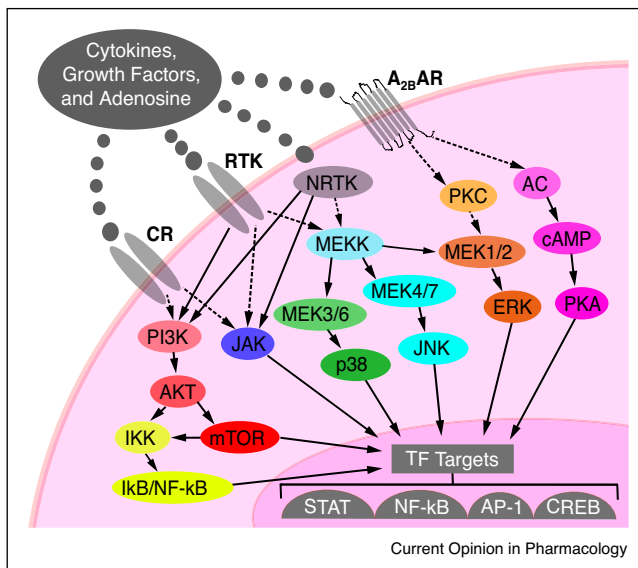 Cytokines,
Growth Factors,
and Adenosine
A2BAR
RTK
NRTK
PKC
AC
CR
MEKK
MEK1/2
cAMP
MEK4/7
MEK3/6
ERK
PKA
PI3K
JAK
JNK
p38
AKT
IKK
mTOR
TF Targets
IkB/NF-kB
STAT
NF-kB
AP-1
CREB
Current Opinion in Pharmacology